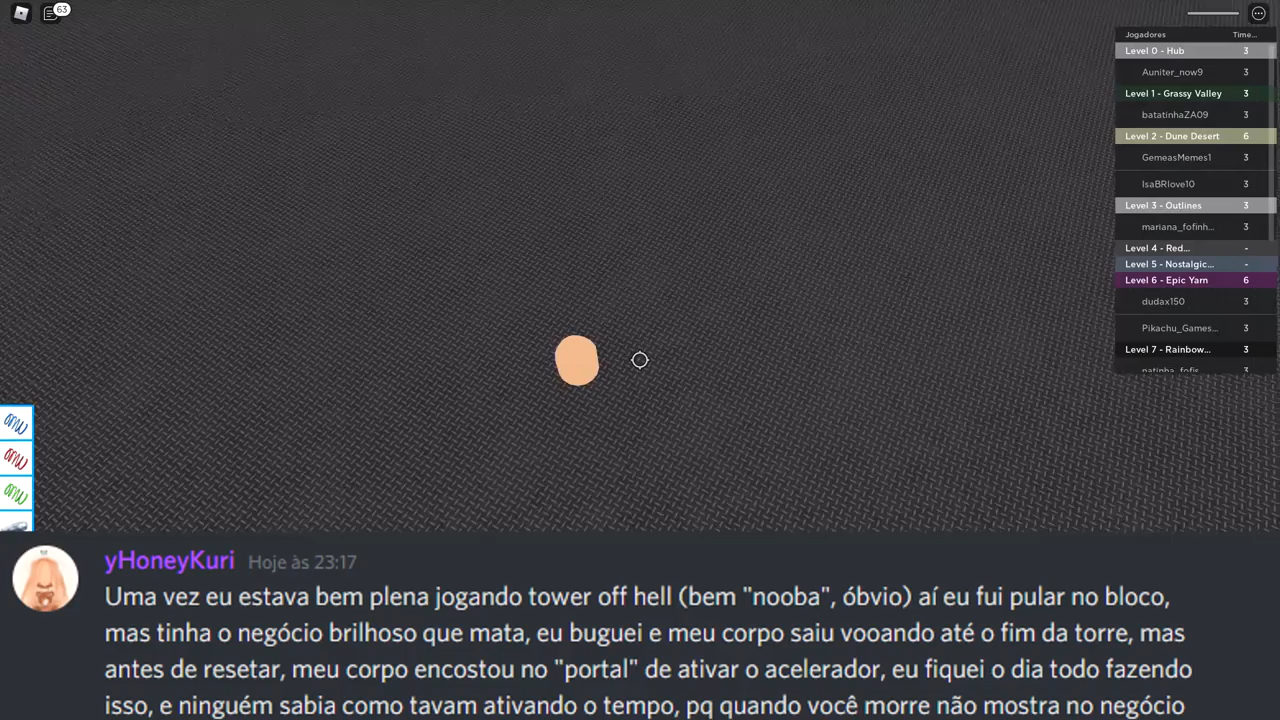 63
Jogadores Time...
Level 0 - Hub 3
Auniter_now9 3
Level 1 - Grassy Valley 3
batatinhaZA09 3
Level 2 - Dune Desert 6
GemeasMemes1 3
IsaBRlove10 3
Level 3 - Outlines 3
mariana_fofinh... 3
Level 4 - Red... -
Level 5 - Nostalgic... -
Level 6 - Epic Yarn 6
dudax150 3
Pikachu_Games... 3
Level 7 - Rainbow... 3
natinha_fofis 3
yHoneyKuri Hoje às 23:17
Uma vez eu estava bem plena jogando tower off hell (bem "nooba", óbvio) aí eu fui pular no bloco,
mas tinha o negócio brilhoso que mata, eu buguei e meu corpo saiu vooando até o fim da torre, mas
antes de resetar, meu corpo encostou no "portal" de ativar o acelerador, eu fiquei o dia todo fazendo
isso, e ninguém sabia como tavam ativando o tempo, pq quando você morre não mostra no negócio